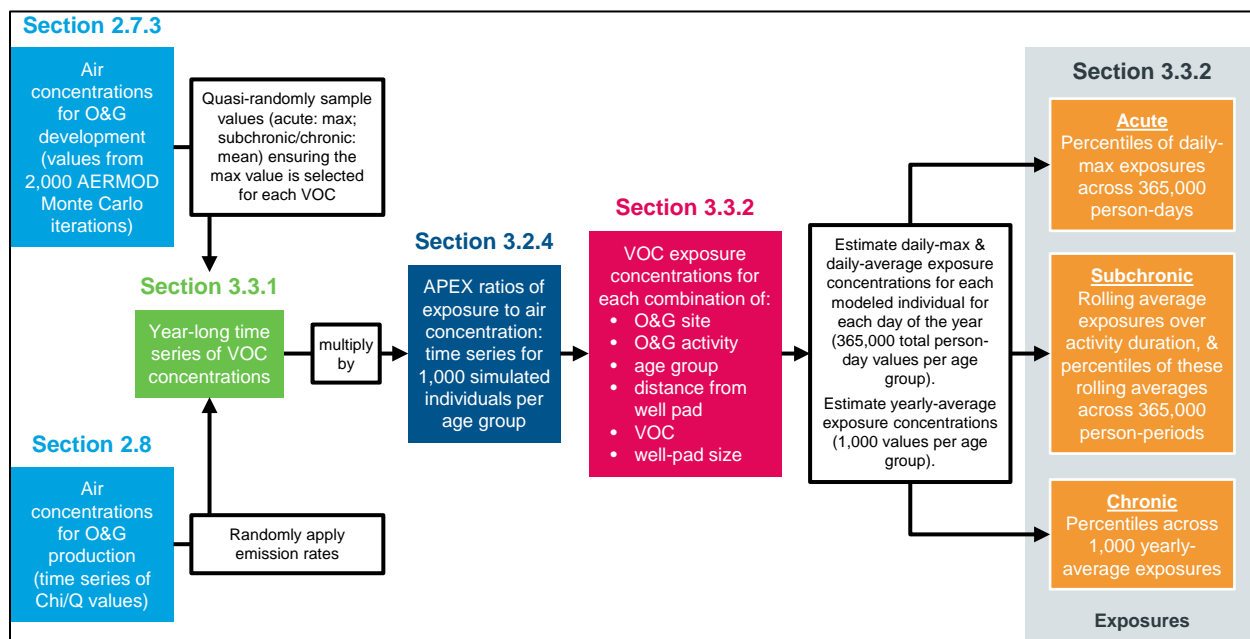 Section 2.7.3
Air
concentrations
for O&G
development
(values from
2,000 AERMOD
Monte Carlo
iterations)
Quasi-randomly sample
values (acute: max;
subchronic/chronic:
mean) ensuring the
max value is selected
for each VOC
Section 3.3.1
Year-long time
series of VOC
concentrations
Section 2.8
Air
concentrations
for O&G
production
(time series of
Chi/Q values)
Randomly apply
emission rates
multiply
by
Section 3.2.4
APEX ratios of
exposure to air
concentration:
time series for
1,000 simulated
individuals per
age group
Section 3.3.2
VOC exposure
concentrations for
each combination of:
• O&G site
• O&G activity
• age group
• distance from
well pad
• VOC
• well-pad size
Estimate daily-max &
daily-average exposure
concentrations for each
modeled individual for
each day of the year
(365,000 total person-
day values per age
group).
Estimate yearly-average
exposure concentrations
(1,000 values per age
group).
Section 3.3.2
Acute
Percentiles of daily-
max exposures
across 365,000
person-days
Subchronic
Rolling average
exposures over
activity duration, &
percentiles of these
rolling averages
across 365,000
person-periods
Chronic
Percentiles across
1,000 yearly-
average exposures
Exposures